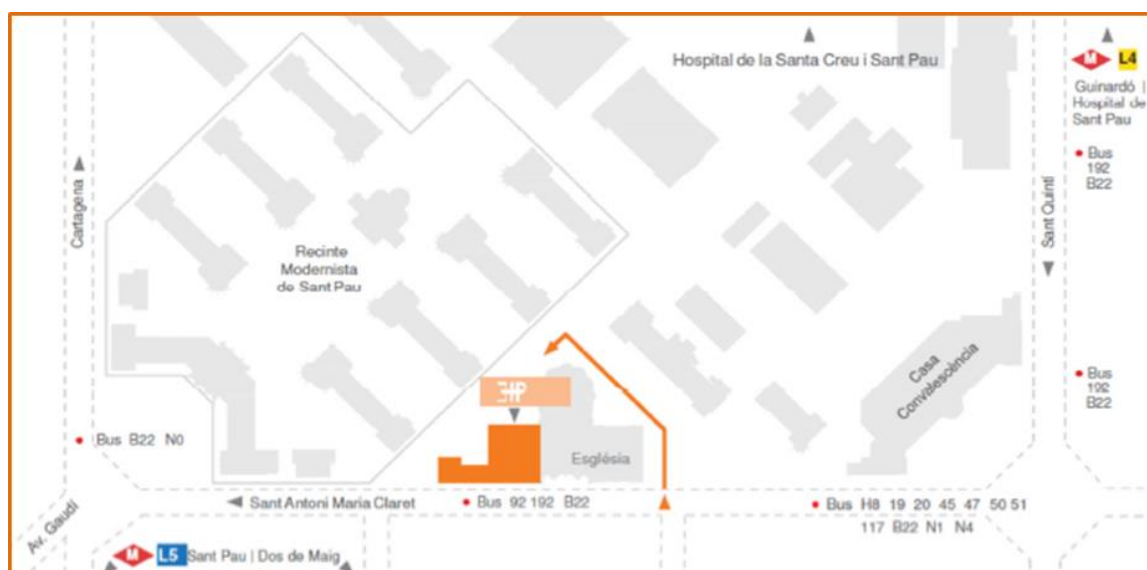 Hospital de la Santa Creu i Sant Pau
M L4
Guinardó |
Hospital de
Sant Pau
Bus
192
B22
Cartagena
Sant Quintí
Recinte
Modernista
de Sant Pau
Casa
Convalescència
Bus
192
B22
Bus B22 N0
Església
Sant Antoni Maria Claret
Bus 92 192 B22
Bus H8 19 20 45 47 50 51
117 B22 N1 N4
Av. Gaudí
M L5 Sant Pau | Dos de Maig